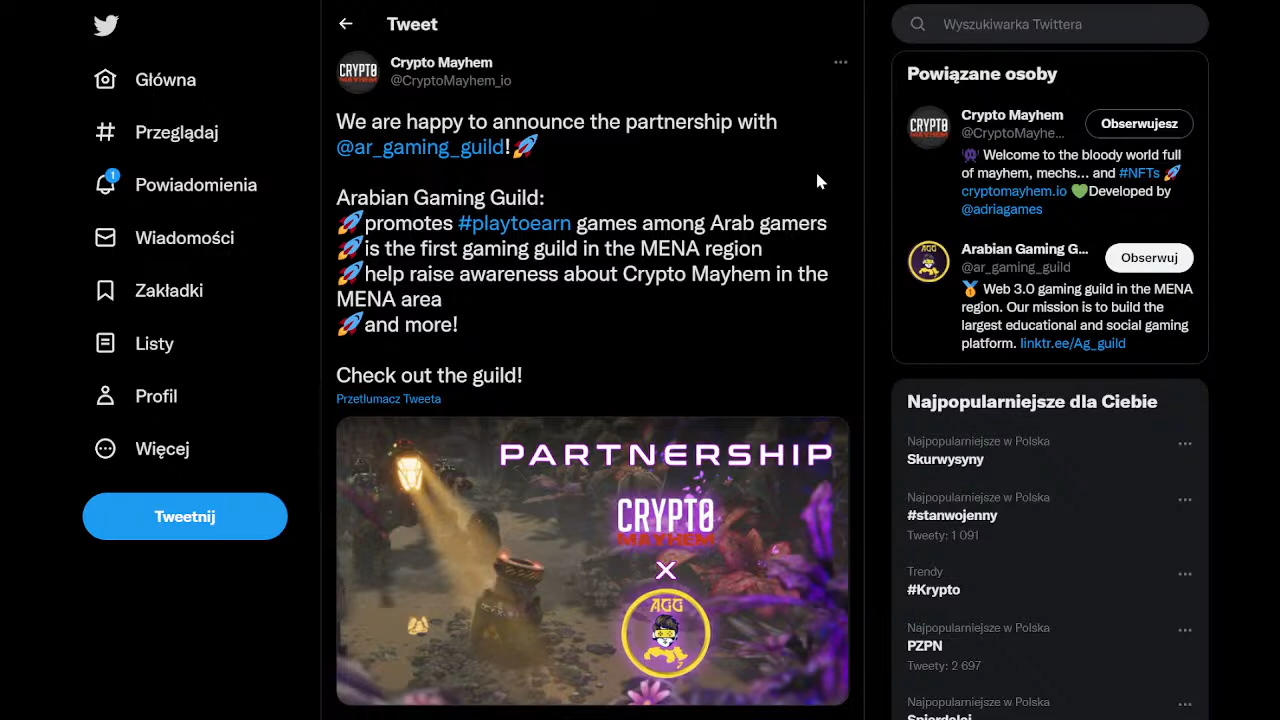 Główna
Przeglądaj
1
Powiadomienia
Wiadomości
Zakładki
Listy
Profil
Więcej
Tweetnij
Tweet
CRYPTO
MAYHEM
Crypto Mayhem
@CryptoMayhem_io
We are happy to announce the partnership with
@ar_gaming_guild!🚀
Arabian Gaming Guild:
🚀promotes #playtoearn games among Arab gamers
🚀is the first gaming guild in the MENA region
🚀help raise awareness about Crypto Mayhem in the
MENA area
🚀and more!
Check out the guild!
Przetłumacz Tweeta
PARTNERSHIP
CRYPTO
MAYHEM
X
AGG
Wyszukiwarka Twittera
Powiązane osoby
CRYPTO
MAYHEM
Crypto Mayhem
@CryptoMayhe...
Obserwujesz
👾 Welcome to the bloody world full
of mayhem, mechs... and #NFTs 🚀
cryptomayhem.io 💚Developed by
@adriagames
AGG
Arabian Gaming G...
@ar_gaming_guild
Obserwuj
🥇 Web 3.0 gaming guild in the MENA
region. Our mission is to build the
largest educational and social gaming
platform. linktr.ee/Ag_guild
Najpopularniejsze dla Ciebie
Najpopularniejsze w Polska
Skurwysyny
Najpopularniejsze w Polska
#stanwojenny
Tweety: 1 091
Trendy
#Krypto
Najpopularniejsze w Polska
PZPN
Tweety: 2 697
Najpopularniejsze w Polska